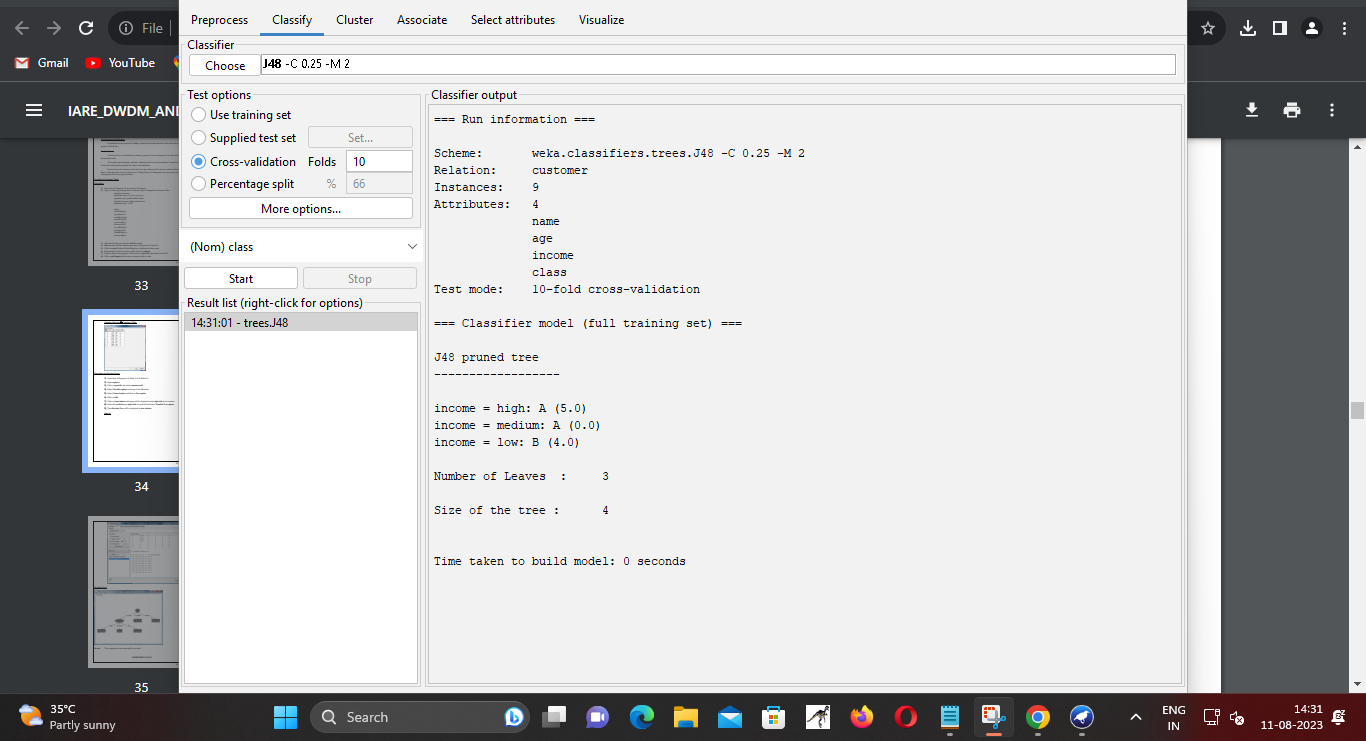 Preprocess Classify Cluster Associate Select attributes Visualize
File
Gmail YouTube
IARE_DWDM_AND
Classifier
Choose J48 -C 0.25 -M 2
Test options
Use training set
Supplied test set Set...
Cross-validation Folds 10
Percentage split % 66
More options...
(Nom) class
Start Stop
Result list (right-click for options)
14:31:01 - trees.J48
Classifier output
=== Run information ===
Scheme: weka.classifiers.trees.J48 -C 0.25 -M 2
Relation: customer
Instances: 9
Attributes: 4
name
age
income
class
Test mode: 10-fold cross-validation
=== Classifier model (full training set) ===
J48 pruned tree
------------------
income = high: A (5.0)
income = medium: A (0.0)
income = low: B (4.0)
Number of Leaves : 3
Size of the tree : 4
Time taken to build model: 0 seconds
33
34
35
35°C
Partly sunny
Search
ENG
IN
14:31
11-08-2023